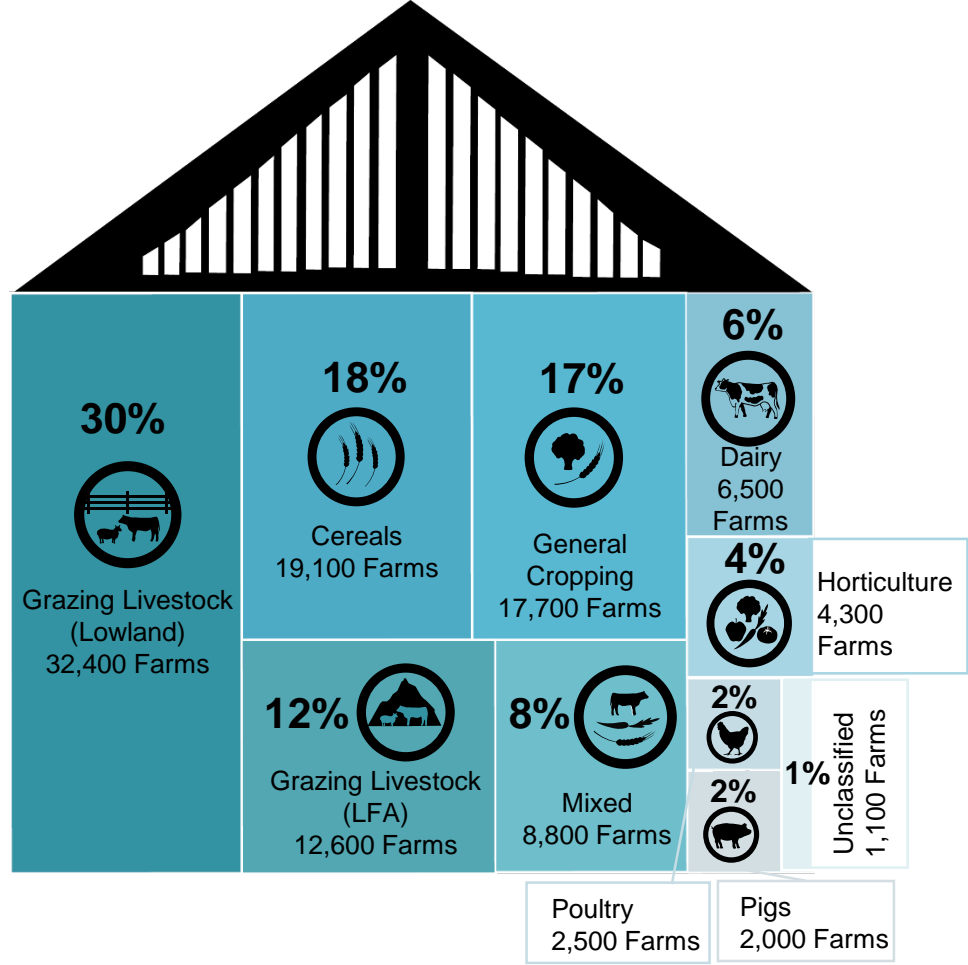 30%
Grazing Livestock
(Lowland)
32,400 Farms
18%
Cereals
19,100 Farms
17%
General
Cropping
17,700 Farms
6%
Dairy
6,500
Farms
4%
Horticulture
4,300
Farms
12%
Grazing Livestock
(LFA)
12,600 Farms
8%
Mixed
8,800 Farms
2%
2%
1%
Unclassified
1,100 Farms
Poultry
2,500 Farms
Pigs
2,000 Farms